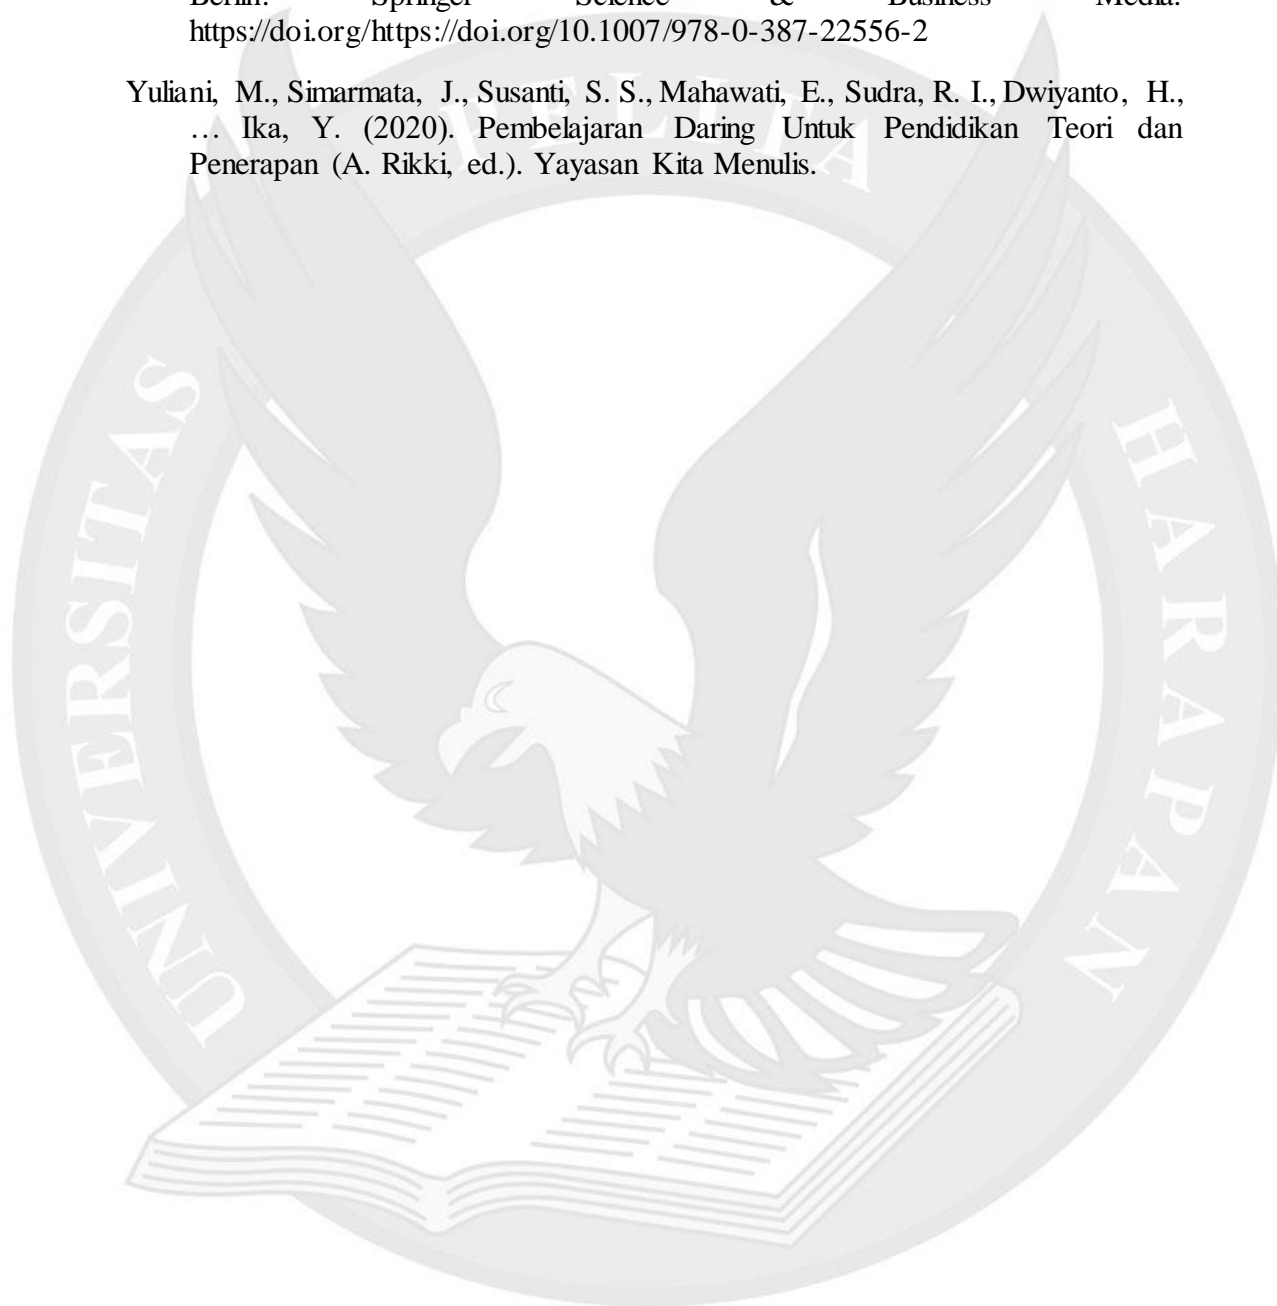 Berlin: Springer Science & Business Media.
https://doi.org/https://doi.org/10.1007/978-0-387-22556-2
Yuliani, M., Simarmata, J., Susanti, S. S., Mahawati, E., Sudra, R. I., Dwiyanto, H.,
… Ika, Y. (2020). Pembelajaran Daring Untuk Pendidikan Teori dan
Penerapan (A. Rikki, ed.). Yayasan Kita Menulis.
UNIVERSITAS PELITA HARAPAN